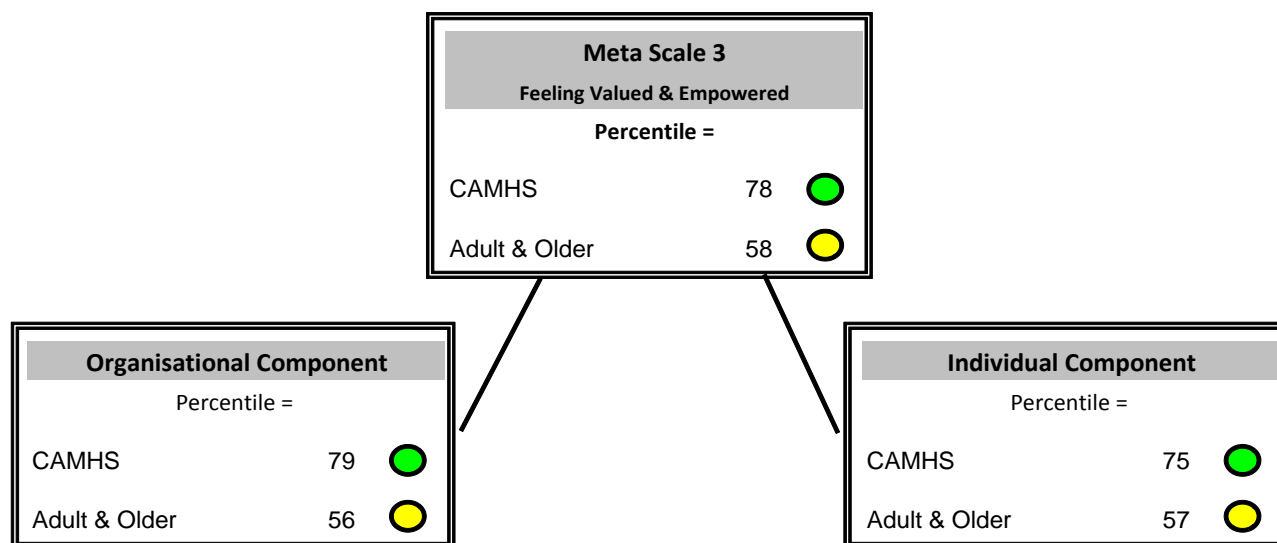 Meta Scale 3
Feeling Valued & Empowered
Percentile =
CAMHS 78
Adult & Older 58
Organisational Component
Percentile =
CAMHS 79
Adult & Older 56
Individual Component
Percentile =
CAMHS 75
Adult & Older 57